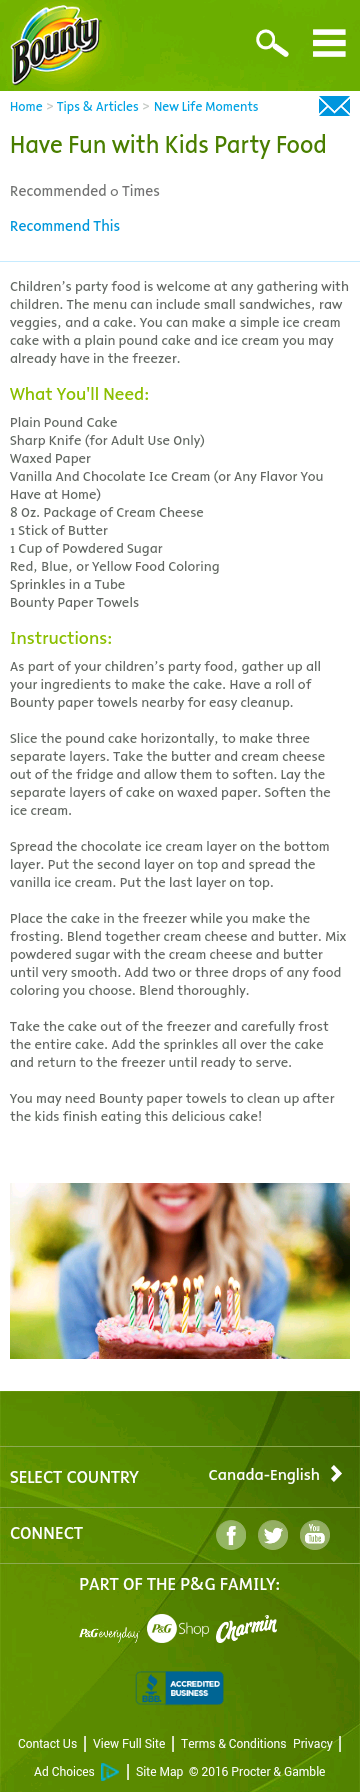 Bounty
Home > Tips & Articles > New Life Moments
Have Fun with Kids Party Food
Recommended 0 Times
Recommend This
Children's party food is welcome at any gathering with
children. The menu can include small sandwiches, raw
veggies, and a cake. You can make a simple ice cream
cake with a plain pound cake and ice cream you may
already have in the freezer.
What You'll Need:
Plain Pound Cake
Sharp Knife (for Adult Use Only)
Waxed Paper
Vanilla And Chocolate Ice Cream (or Any Flavor You
Have at Home)
8 Oz. Package of Cream Cheese
1 Stick of Butter
1 Cup of Powdered Sugar
Red, Blue, or Yellow Food Coloring
Sprinkles in a Tube
Bounty Paper Towels
Instructions:
As part of your children's party food, gather up all
your ingredients to make the cake. Have a roll of
Bounty paper towels nearby for easy cleanup.
Slice the pound cake horizontally, to make three
separate layers. Take the butter and cream cheese
out of the fridge and allow them to soften. Lay the
separate layers of cake on waxed paper. Soften the
ice cream.
Spread the chocolate ice cream layer on the bottom
layer. Put the second layer on top and spread the
vanilla ice cream. Put the last layer on top.
Place the cake in the freezer while you make the
frosting. Blend together cream cheese and butter. Mix
powdered sugar with the cream cheese and butter
until very smooth. Add two or three drops of any food
coloring you choose. Blend thoroughly.
Take the cake out of the freezer and carefully frost
the entire cake. Add the sprinkles all over the cake
and return to the freezer until ready to serve.
You may need Bounty paper towels to clean up after
the kids finish eating this delicious cake!
SELECT COUNTRY Canada-English
CONNECT f You Tube
PART OF THE P&G FAMILY:
P&G everyday P&G Shop Charmin
BBB. ACCREDITED BUSINESS
Contact Us | View Full Site | Terms & Conditions Privacy |
Ad Choices | Site Map © 2016 Procter & Gamble